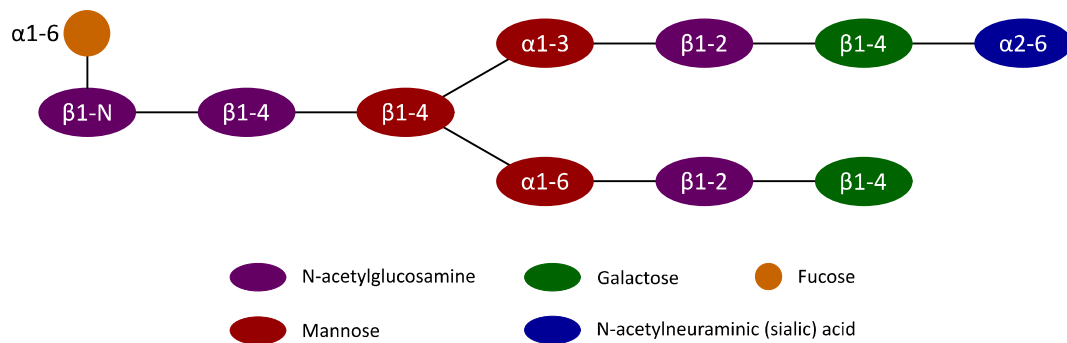 α1-6
α1-3 β1-2 β1-4 α2-6
β1-N β1-4 β1-4
α1-6 β1-2 β1-4
N-acetylglucosamine Galactose Fucose
Mannose N-acetylneuraminic (sialic) acid